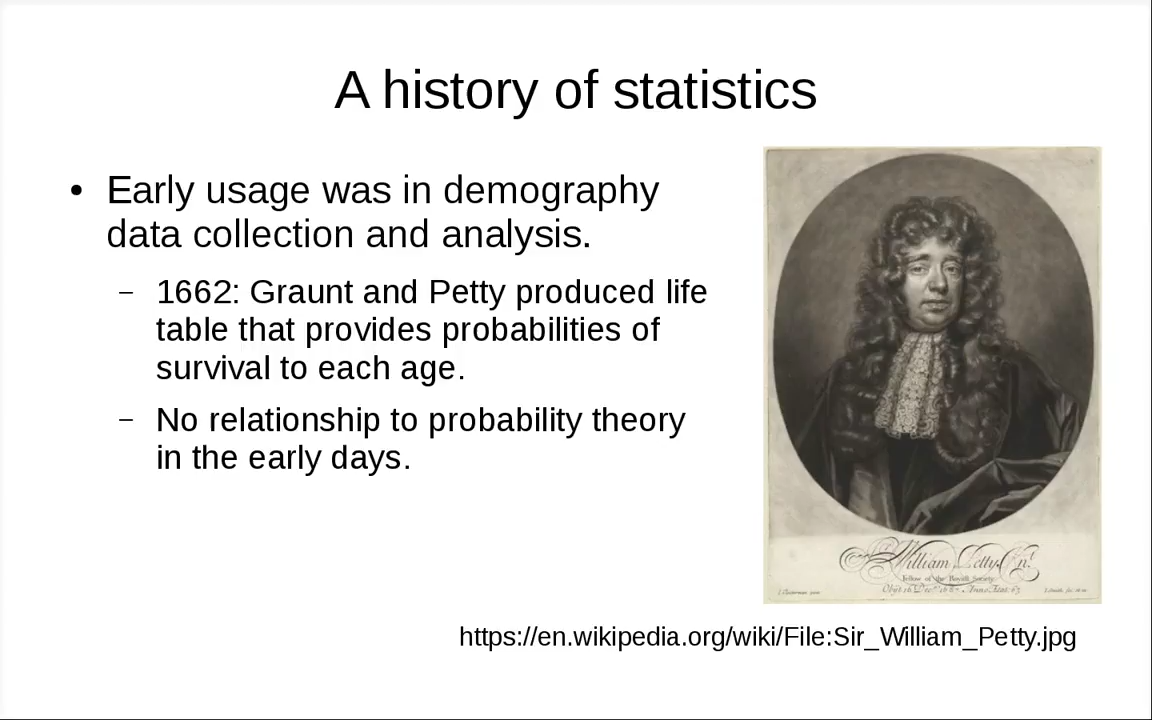 A history of statistics
• Early usage was in demography
data collection and analysis.
– 1662: Graunt and Petty produced life
table that provides probabilities of
survival to each age.
– No relationship to probability theory
in the early days.
William Petty
Fellow of the Royall Society
https://en.wikipedia.org/wiki/File:Sir_William_Petty.jpg